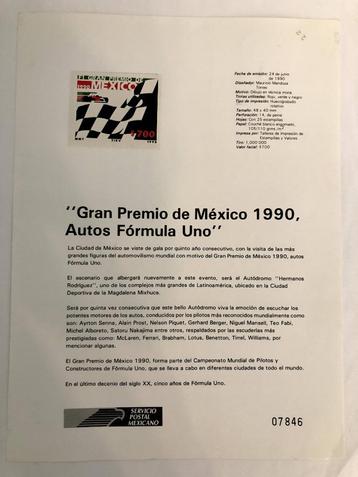 EL GRAN PREMIO DE
MEXICO
1990
$700
Fecha de emisión: 24 de junio
de 1990
Diseñador: Mauricio Mendoza
Torres
Motivo: Dibujo en técnica mixta
Tintas utilizadas: Rojo, verde y negro
Tipo de impresión: Huecograbado
rotativo
Tamaño: 48 x 40 mm
Perforación: 14, de peine
Hojas: Con 25 estampillas
Papel: Couché blanco engomado,
105/110 grms./m²
Impresa por: Talleres de Impresión de
Estampillas y Valores
Tiro: 1,000,000
Valor facial: $700
"Gran Premio de México 1990,
Autos Fórmula Uno"
La Ciudad de México se viste de gala por quinto año consecutivo, con la visita de las más
grandes figuras del automovilismo mundial con motivo del Gran Premio de México 1990, autos
Fórmula Uno.
El escenario que albergará nuevamente a este evento, será el Autódromo "Hermanos
Rodríguez", uno de los complejos más grandes de Latinoamérica, ubicado en la Ciudad
Deportiva de la Magdalena Mixhuca.
Será por quinta vez consecutiva que este bello Autódromo viva la emoción de escuchar los
potentes motores de los autos, conducidos por los pilotos más reconocidos mundialmente como
son: Ayrton Senna, Alain Prost, Nelson Piquet, Gerhard Berger, Niguel Mansell, Teo Fabi,
Michel Alboreto, Satoru Nakajima entre otros, respaldados por las escuderías más
prestigiadas como: McLaren, Ferrari, Brabham, Lotus, Benetton, Tirrel, Williams, por
mencionar algunas.
El Gran Premio de México 1990, forma parte del Campeonato Mundial de Pilotos y
Constructores de Fórmula Uno, que se lleva a cabo en diferentes ciudades de todo el mundo.
En el último decenio del siglo XX, cinco años de Fórmula Uno.
SERVICIO
POSTAL
MEXICANO
07846